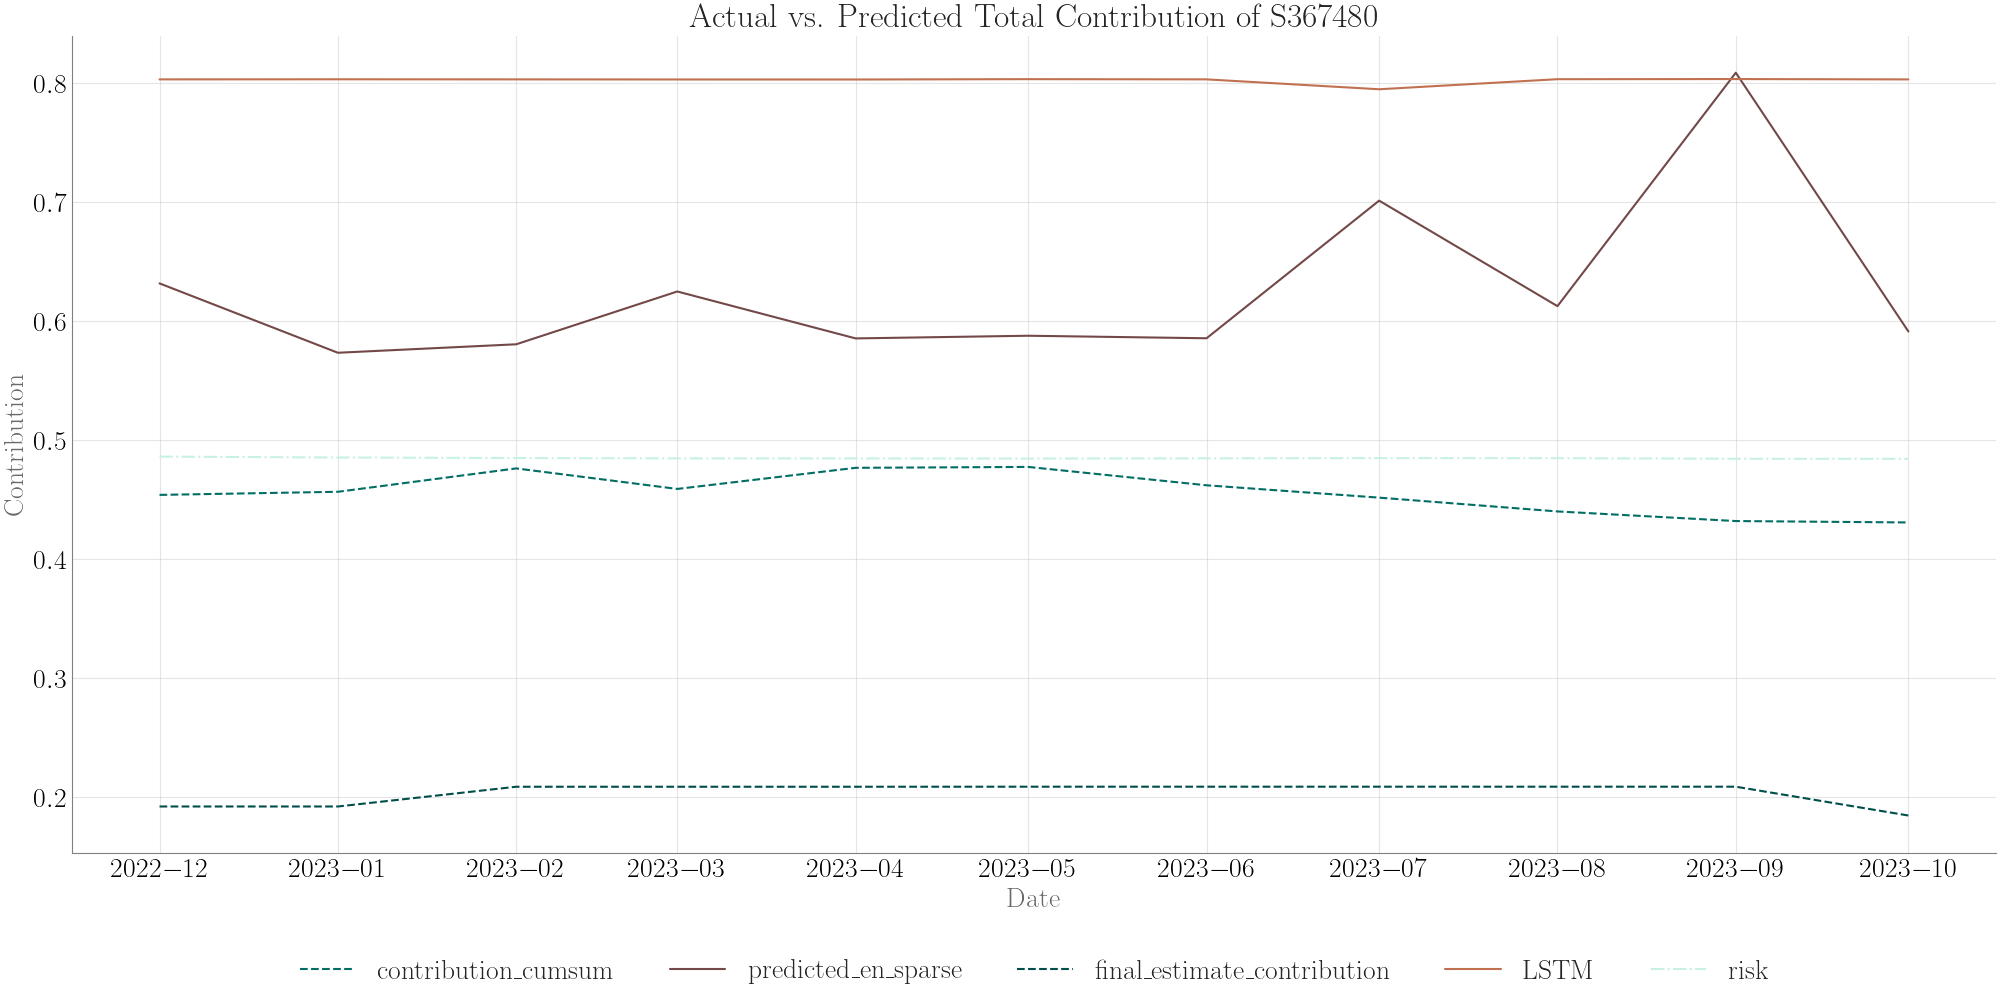 Actual vs. Predicted Total Contribution of S367480
Contribution
0.8
0.7
0.6
0.5
0.4
0.3
0.2
2022−12 2023−01 2023−02 2023−03 2023−04 2023−05 2023−06 2023−07 2023−08 2023−09 2023−10
Date
contribution_cumsum predicted_en_sparse final_estimate_contribution LSTM risk